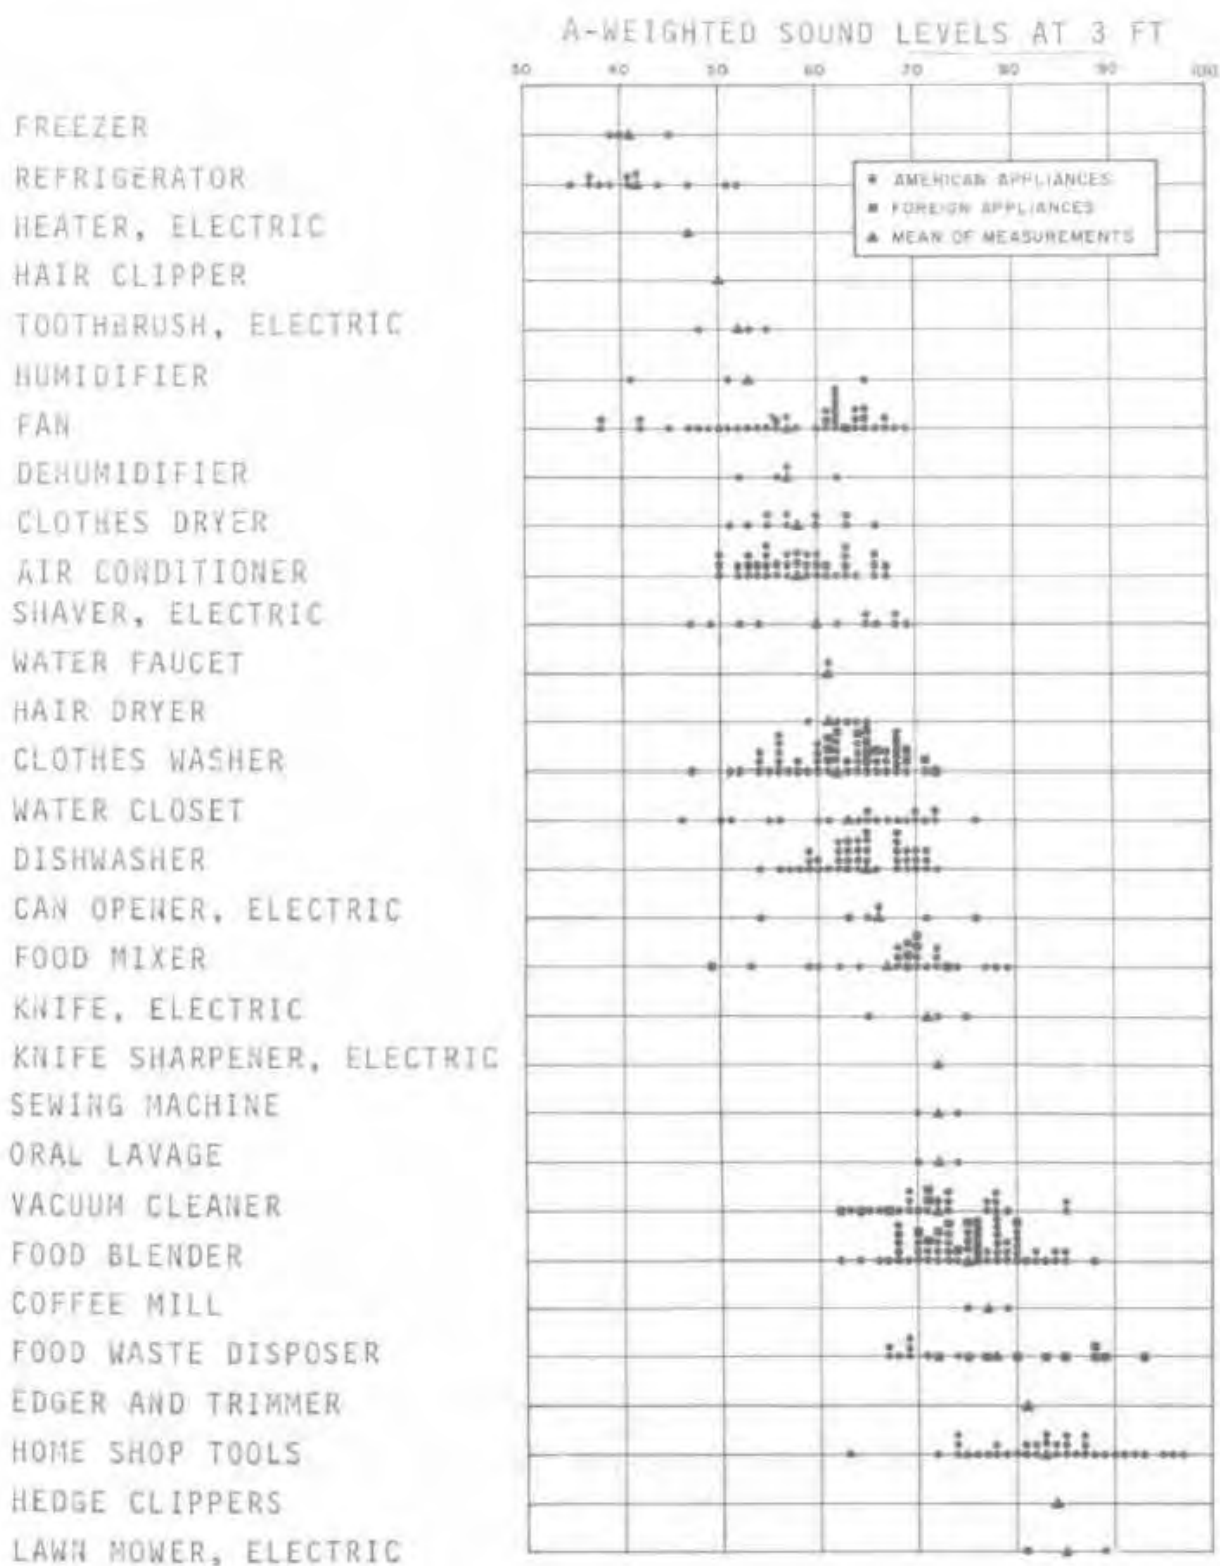 A-WEIGHTED SOUND LEVELS AT 3 FT
30 40 50 60 70 80 90 100
FREEZER
REFRIGERATOR
• AMERICAN APPLIANCES
■ FOREIGN APPLIANCES
▲ MEAN OF MEASUREMENTS
HEATER, ELECTRIC
HAIR CLIPPER
TOOTHBRUSH, ELECTRIC
HUMIDIFIER
FAN
DEHUMIDIFIER
CLOTHES DRYER
AIR CONDITIONER
SHAVER, ELECTRIC
WATER FAUCET
HAIR DRYER
CLOTHES WASHER
WATER CLOSET
DISHWASHER
CAN OPENER, ELECTRIC
FOOD MIXER
KNIFE, ELECTRIC
KNIFE SHARPENER, ELECTRIC
SEWING MACHINE
ORAL LAVAGE
VACUUM CLEANER
FOOD BLENDER
COFFEE MILL
FOOD WASTE DISPOSER
EDGER AND TRIMMER
HOME SHOP TOOLS
HEDGE CLIPPERS
LAWN MOWER, ELECTRIC